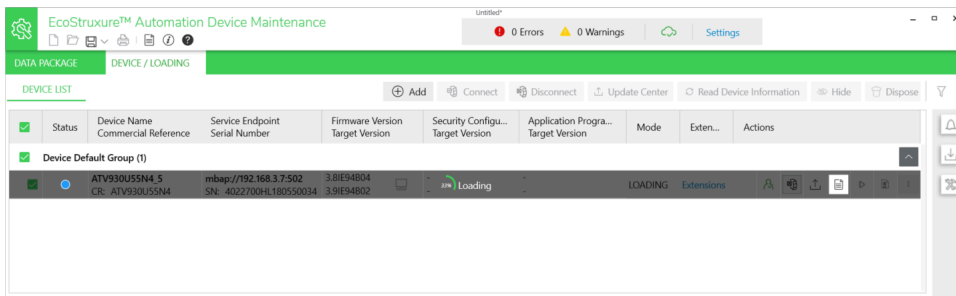 Untitled*
EcoStruxure™ Automation Device Maintenance
0 Errors 0 Warnings Settings
DATA PACKAGE DEVICE / LOADING
DEVICE LIST Add Connect Disconnect Update Center Read Device Information Hide Dispose
Status Device Name Service Endpoint Firmware Version Security Configu... Application Progra... Mode Exten... Actions
Commercial Reference Serial Number Target Version Target Version Target Version
Device Default Group (1)
ATV930U55N4_5 mbap://192.168.3.7:502 3.8IE94B04 - -
33% Loading LOADING Extensions
CR: ATV930U55N4 SN: 4022700HL180550034 3.9IE94B02 - -